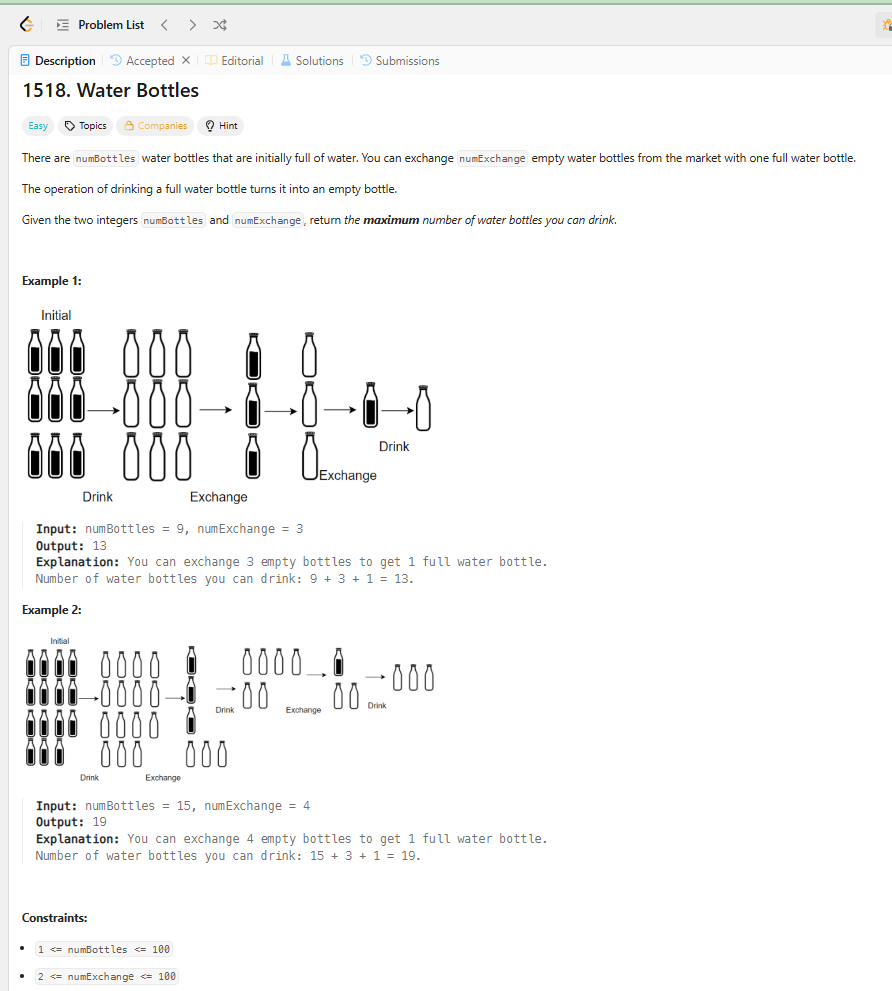 Problem List
Description Accepted Editorial Solutions Submissions
1518. Water Bottles
Easy Topics Companies Hint
There are numBottles water bottles that are initially full of water. You can exchange numExchange empty water bottles from the market with one full water bottle.
The operation of drinking a full water bottle turns it into an empty bottle.
Given the two integers numBottles and numExchange, return the maximum number of water bottles you can drink.
Example 1:
Initial
Drink
Exchange
Drink Exchange
Input: numBottles = 9, numExchange = 3
Output: 13
Explanation: You can exchange 3 empty bottles to get 1 full water bottle.
Number of water bottles you can drink: 9 + 3 + 1 = 13.
Example 2:
Initial
Drink Exchange Drink
Drink Exchange
Input: numBottles = 15, numExchange = 4
Output: 19
Explanation: You can exchange 4 empty bottles to get 1 full water bottle.
Number of water bottles you can drink: 15 + 3 + 1 = 19.
Constraints:
1 <= numBottles <= 100
2 <= numExchange <= 100